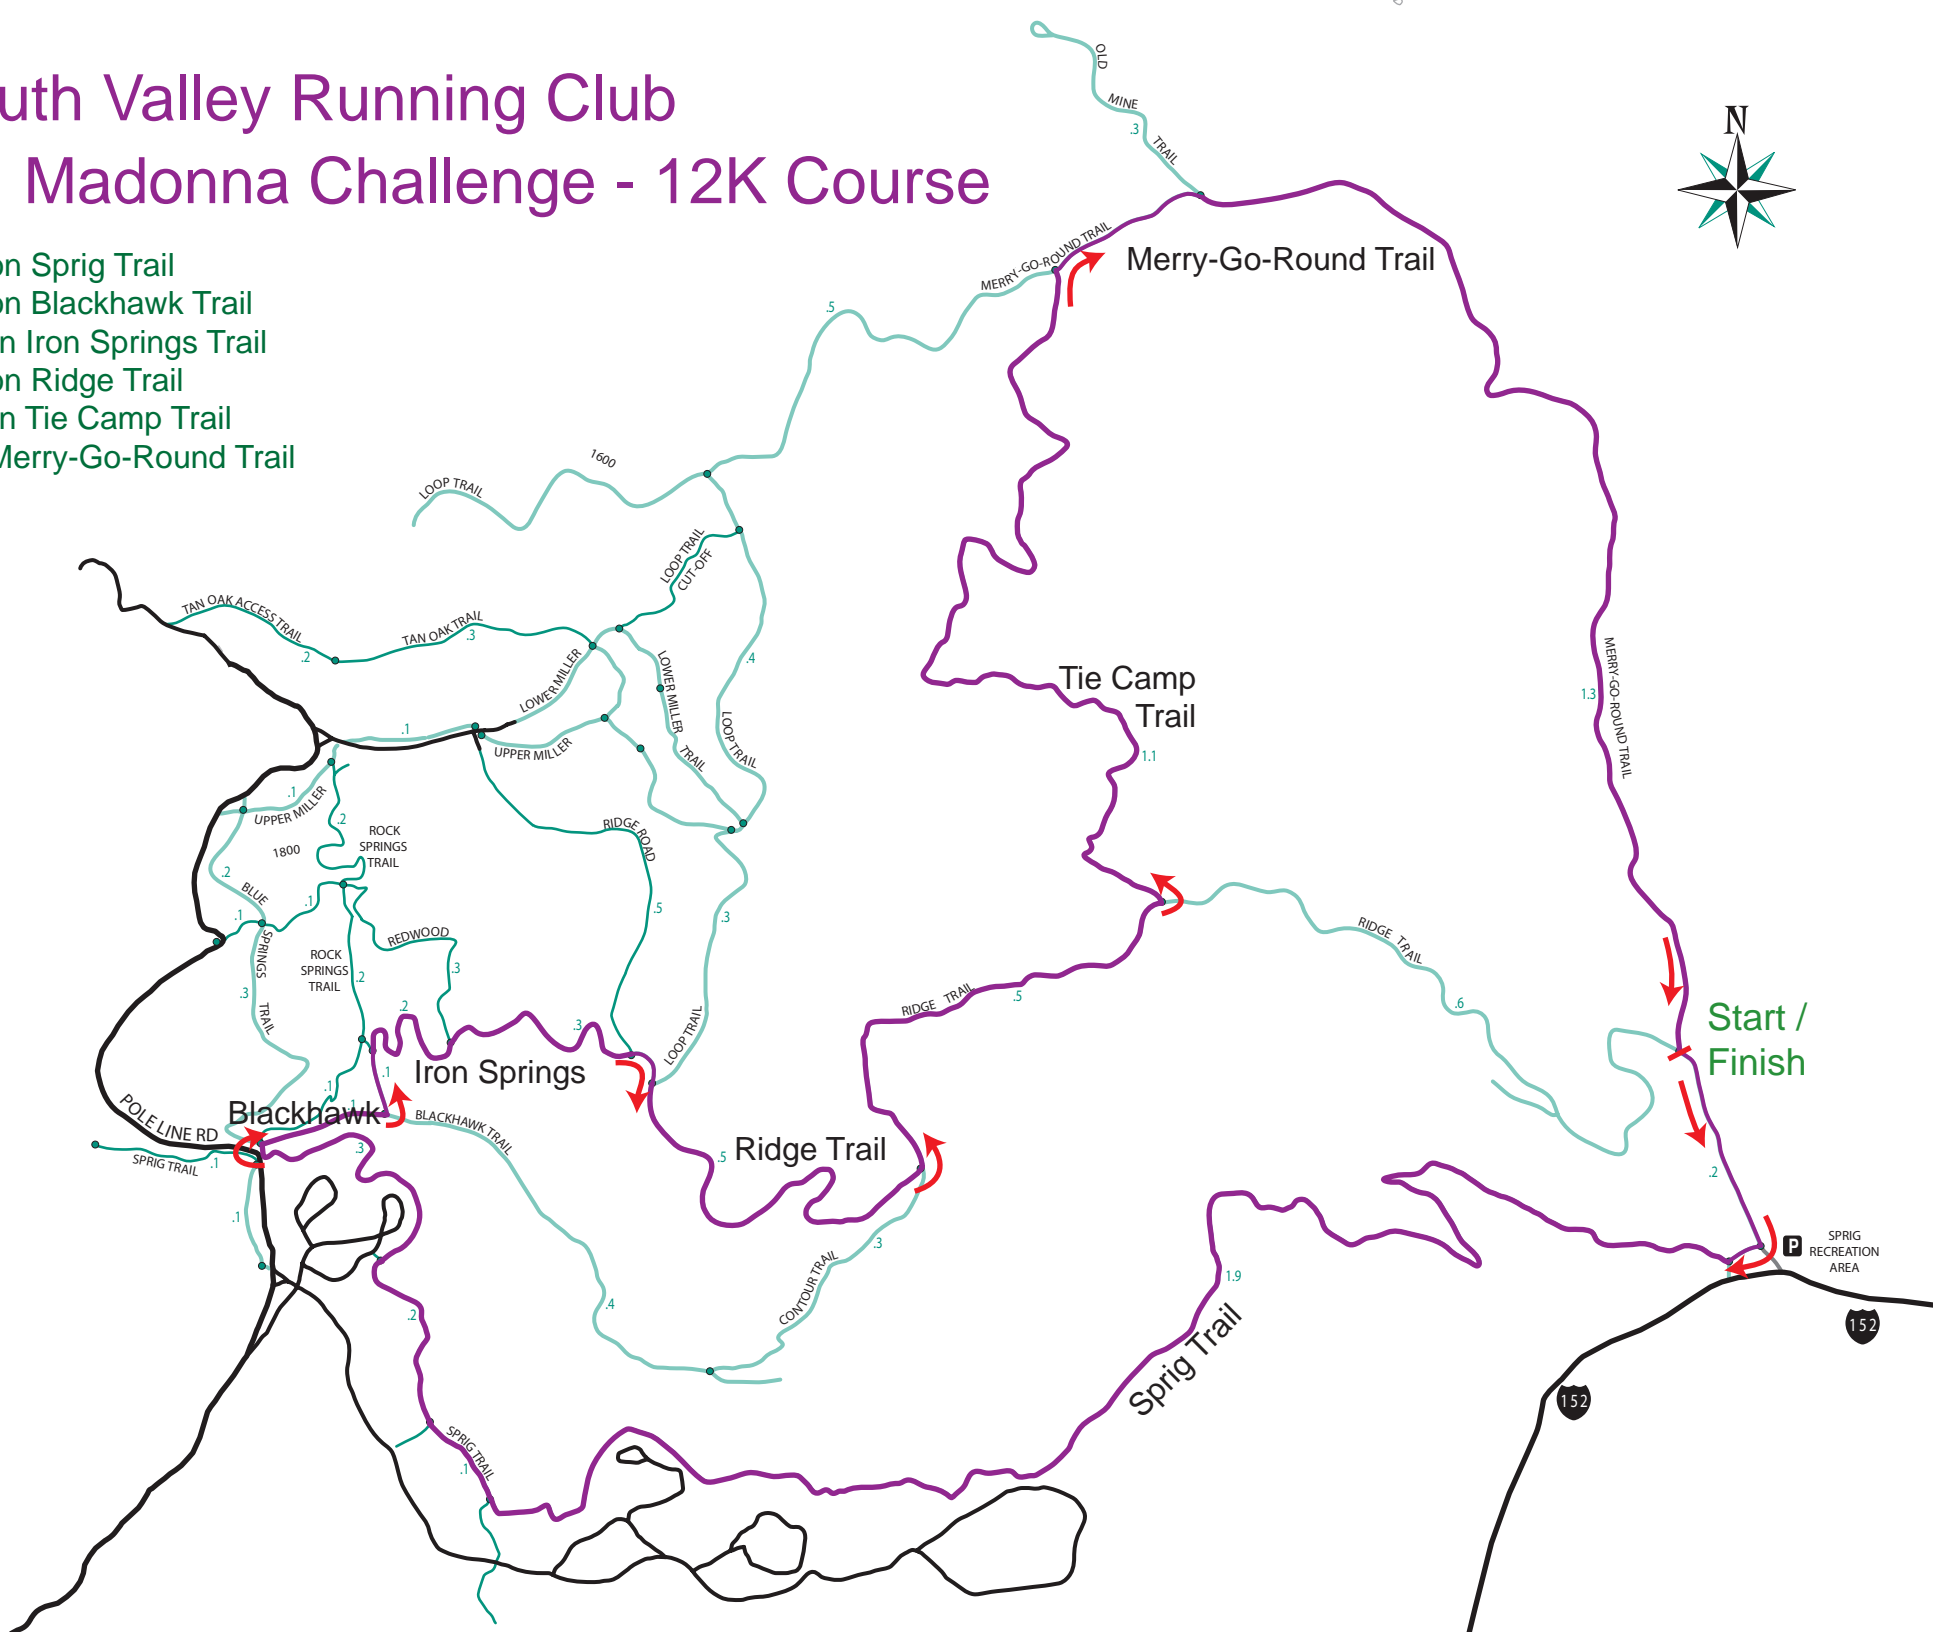 uth Valley Running Club
Madonna Challenge - 12K Course
on Sprig Trail
on Blackhawk Trail
n Iron Springs Trail
on Ridge Trail
n Tie Camp Trail
Merry-Go-Round Trail
N
OLD
MINE
.3
TRAIL
MERRY-GO-ROUND TRAIL
Merry-Go-Round Trail
.5
1600
LOOP TRAIL
LOOP TRAIL
CUT-OFF
TAN OAK ACCESS TRAIL
.2
TAN OAK TRAIL
.3
LOWER MILLER
LOWER MILLER
TRAIL
.4
LOOP TRAIL
.1
UPPER MILLER
.1
UPPER MILLER
.2
ROCK
SPRINGS
TRAIL
1800
RIDGE ROAD
.5
.2
BLUE
SPRINGS
TRAIL
.1
.1
.3
ROCK
SPRINGS
TRAIL
.2
REDWOOD
.3
.3
LOOP TRAIL
Tie Camp
Trail
1.1
1.3
MERRY-GO-ROUND TRAIL
RIDGE TRAIL
.6
RIDGE TRAIL
.5
Start /
Finish
.2
.3
Iron Springs
.1
.1
.1
Blackhawk
BLACKHAWK TRAIL
POLE LINE RD
SPRIG TRAIL
.1
.3
.1
.5
Ridge Trail
.3
CONTOUR TRAIL
.4
.2
SPRIG TRAIL
.1
1.9
Sprig Trail
.2
P
SPRIG
RECREATION
AREA
152
152